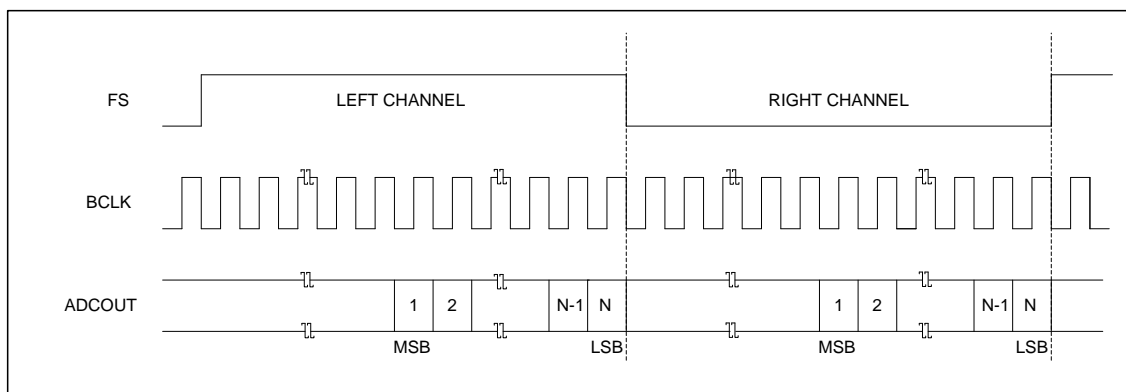 FS
LEFT CHANNEL
RIGHT CHANNEL
BCLK
ADCOUT
1
2
N-1
N
1
2
N-1
N
MSB
LSB
MSB
LSB